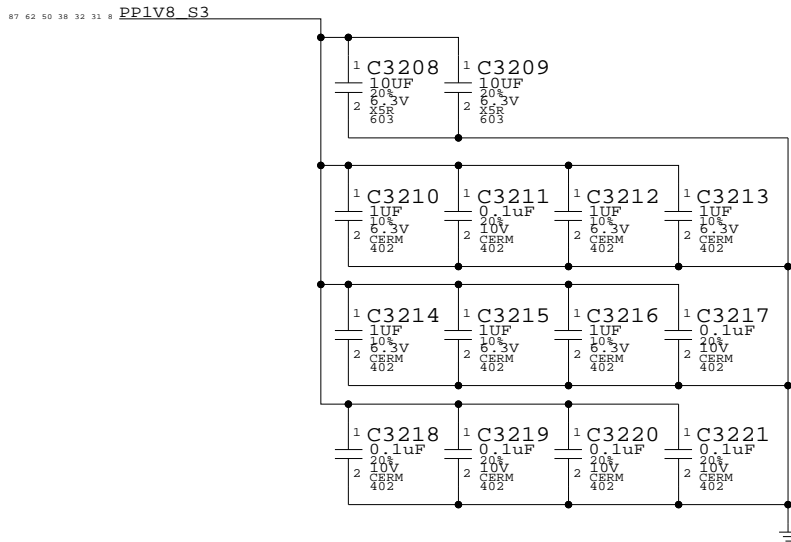 87 62 50 38 32 31 8 PP1V8_S3
1 C3208
10UF
20%
6.3V
2 X5R
603
1 C3209
10UF
20%
6.3V
2 X5R
603
1 C3210
1UF
10%
6.3V
2 CERM
402
1 C3211
0.1uF
20%
10V
2 CERM
402
1 C3212
1UF
10%
6.3V
2 CERM
402
1 C3213
1UF
10%
6.3V
2 CERM
402
1 C3214
1UF
10%
6.3V
2 CERM
402
1 C3215
1UF
10%
6.3V
2 CERM
402
1 C3216
1UF
10%
6.3V
2 CERM
402
1 C3217
0.1uF
20%
10V
2 CERM
402
1 C3218
0.1uF
20%
10V
2 CERM
402
1 C3219
0.1uF
20%
10V
2 CERM
402
1 C3220
0.1uF
20%
10V
2 CERM
402
1 C3221
0.1uF
20%
10V
2 CERM
402